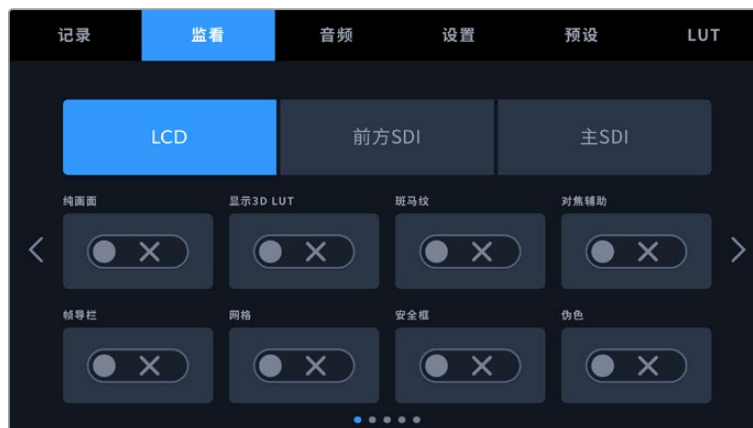 记录 监看 音频 设置 预设 LUT
LCD 前方SDI 主SDI
纯画面 显示3D LUT 斑马纹 对焦辅助
帧导栏 网格 安全框 伪色